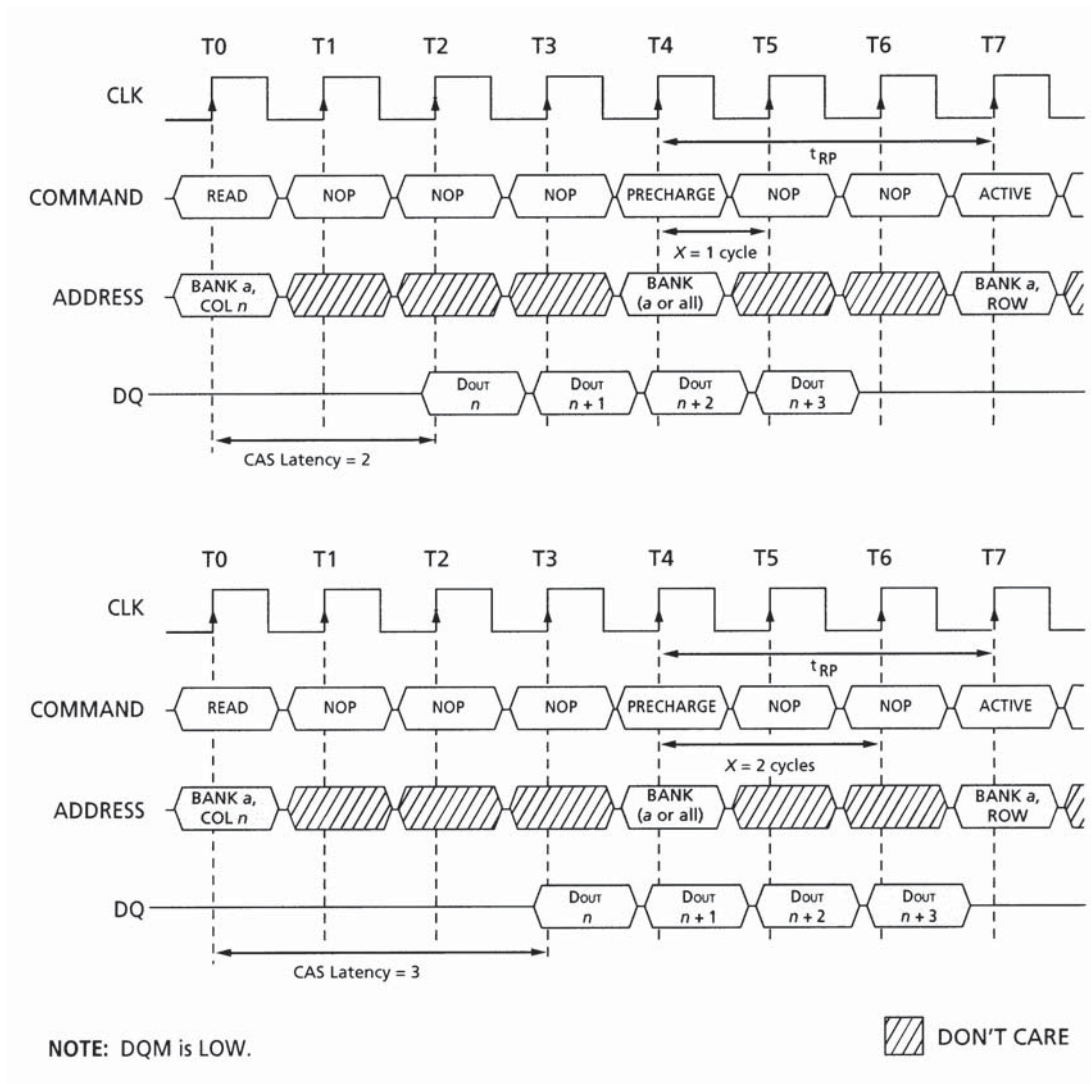 T0 T1 T2 T3 T4 T5 T6 T7
CLK
tRP
COMMAND READ NOP NOP NOP PRECHARGE NOP NOP ACTIVE
X = 1 cycle
ADDRESS BANK a, COL n BANK (a or all) BANK a, ROW
DQ DOUT n DOUT n + 1 DOUT n + 2 DOUT n + 3
CAS Latency = 2
T0 T1 T2 T3 T4 T5 T6 T7
CLK
tRP
COMMAND READ NOP NOP NOP PRECHARGE NOP NOP ACTIVE
X = 2 cycles
ADDRESS BANK a, COL n BANK (a or all) BANK a, ROW
DQ DOUT n DOUT n + 1 DOUT n + 2 DOUT n + 3
CAS Latency = 3
NOTE: DQM is LOW.
DON'T CARE